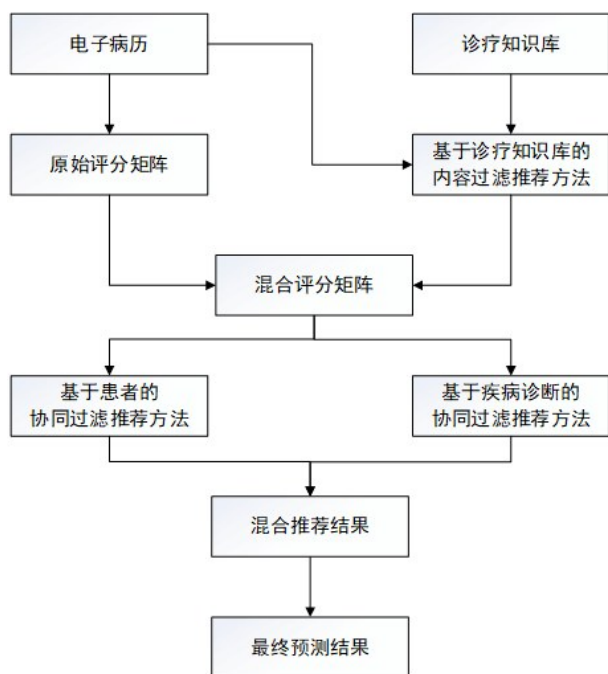 电子病历
诊疗知识库
原始评分矩阵
基于诊疗知识库的
内容过滤推荐方法
混合评分矩阵
基于患者的
协同过滤推荐方法
基于疾病诊断的
协同过滤推荐方法
混合推荐结果
最终预测结果